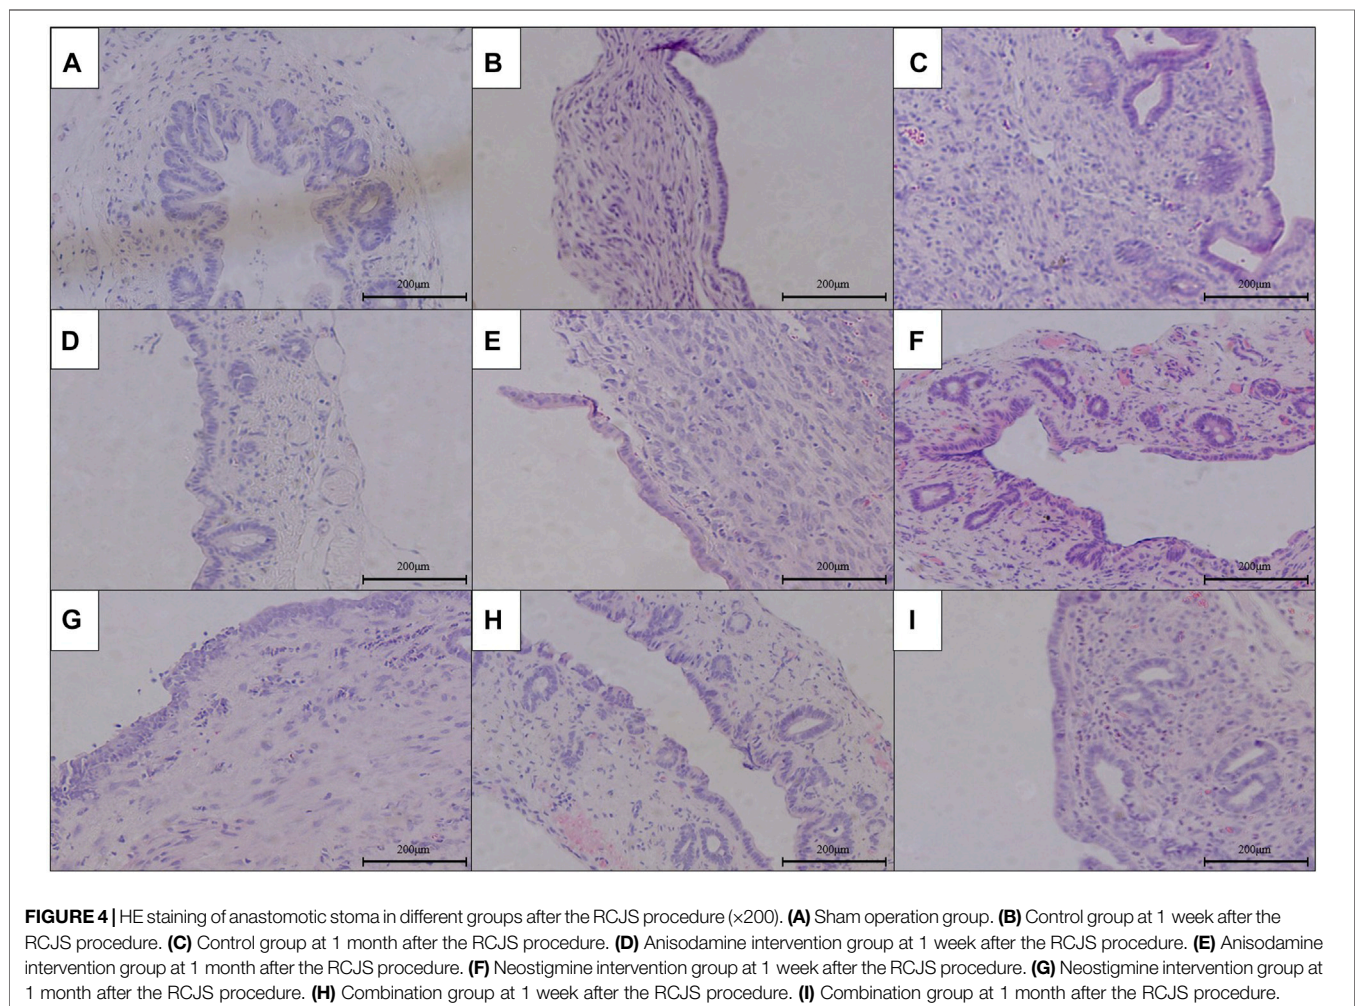 A
B
C
200µm
200µm
200µm
D
E
F
200µm
200µm
200µm
G
H
I
200µm
200µm
200µm
FIGURE 4 | HE staining of anastomotic stoma in different groups after the RCJS procedure (×200). (A) Sham operation group. (B) Control group at 1 week after the
RCJS procedure. (C) Control group at 1 month after the RCJS procedure. (D) Anisodamine intervention group at 1 week after the RCJS procedure. (E) Anisodamine
intervention group at 1 month after the RCJS procedure. (F) Neostigmine intervention group at 1 week after the RCJS procedure. (G) Neostigmine intervention group at
1 month after the RCJS procedure. (H) Combination group at 1 week after the RCJS procedure. (I) Combination group at 1 month after the RCJS procedure.